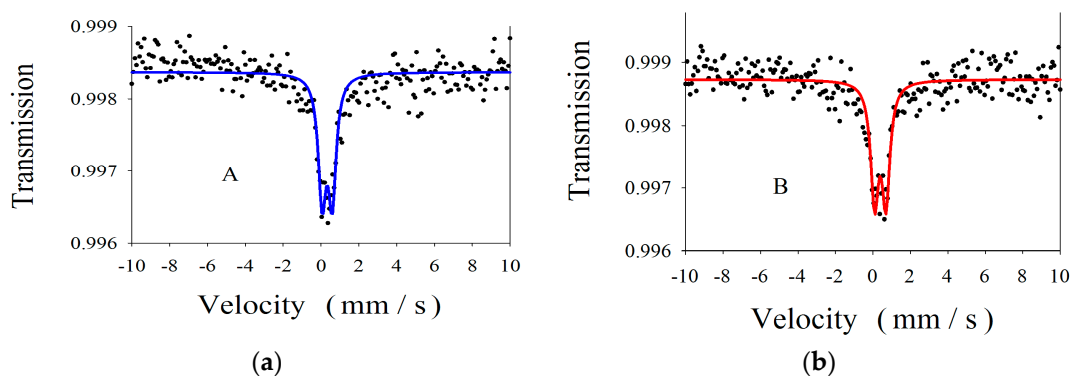 Transmission
0.999
0.998
0.997
0.996
A
-10 -8 -6 -4 -2 0 2 4 6 8 10
Velocity ( mm / s )
(a)
Transmission
0.999
0.998
0.997
0.996
B
-10 -8 -6 -4 -2 0 2 4 6 8 10
Velocity ( mm / s )
(b)